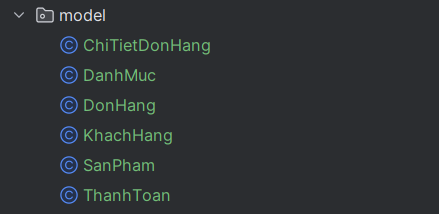 model
ChiTietDonHang
DanhMuc
DonHang
KhachHang
SanPham
ThanhToan